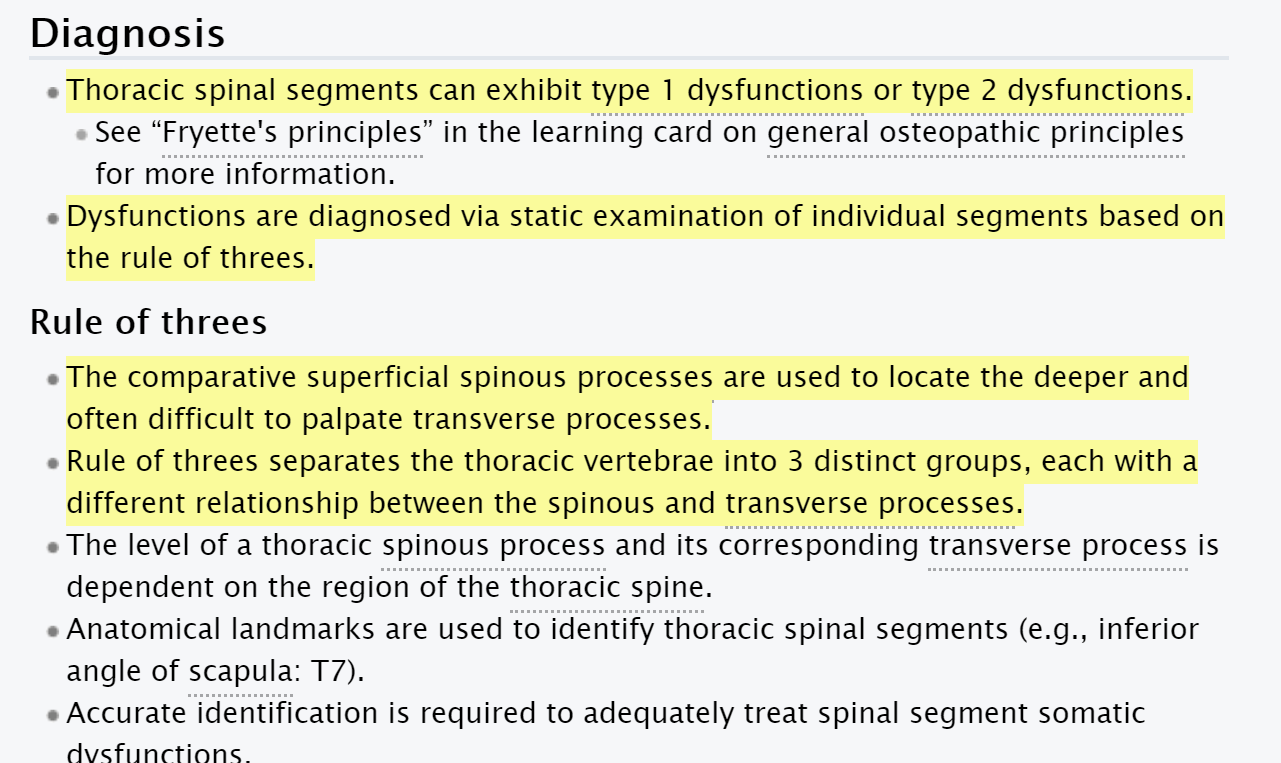 Diagnosis
Thoracic spinal segments can exhibit type 1 dysfunctions or type 2 dysfunctions.
See “Fryette's principles” in the learning card on general osteopathic principles
for more information.
Dysfunctions are diagnosed via static examination of individual segments based on
the rule of threes.
Rule of threes
The comparative superficial spinous processes are used to locate the deeper and
often difficult to palpate transverse processes.
Rule of threes separates the thoracic vertebrae into 3 distinct groups, each with a
different relationship between the spinous and transverse processes.
The level of a thoracic spinous process and its corresponding transverse process is
dependent on the region of the thoracic spine.
Anatomical landmarks are used to identify thoracic spinal segments (e.g., inferior
angle of scapula: T7).
Accurate identification is required to adequately treat spinal segment somatic
dysfunctions.